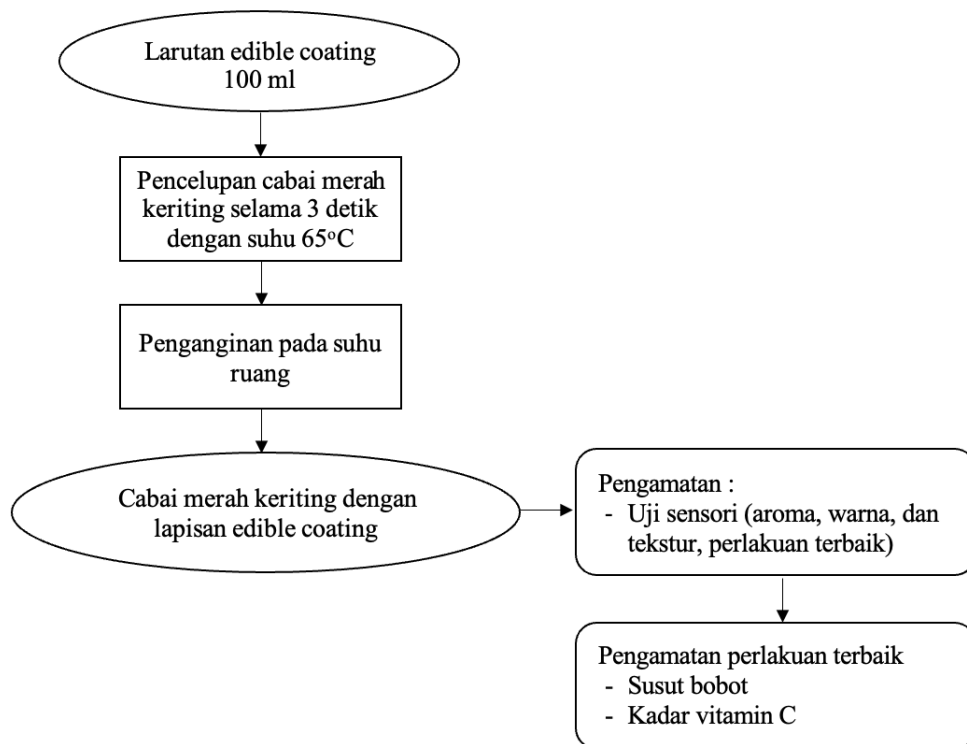 Larutan edible coating
100 ml
Pencelupan cabai merah
keriting selama 3 detik
dengan suhu 65°C
Penganginan pada suhu
ruang
Cabai merah keriting dengan
lapisan edible coating
Pengamatan :
- Uji sensori (aroma, warna, dan
tekstur, perlakuan terbaik)
Pengamatan perlakuan terbaik
- Susut bobot
- Kadar vitamin C